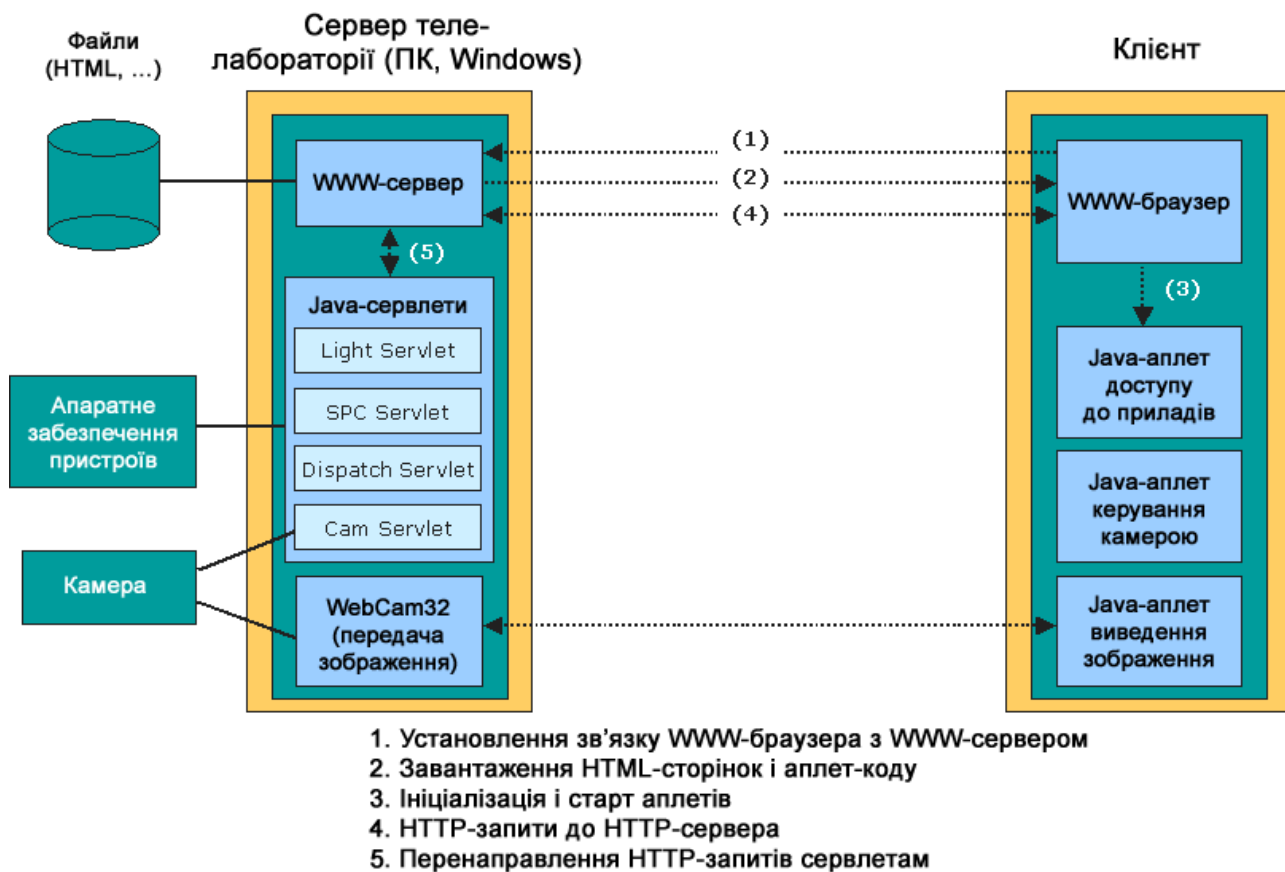 Файли
(HTML, ...)
Сервер теле-
лабораторії (ПК, Windows)
Клієнт
WWW-сервер
(1)
(2)
(4)
WWW-браузер
(5)
(3)
Java-сервлети
Light Servlet
SPC Servlet
Dispatch Servlet
Cam Servlet
Апаратне
забезпечення
пристроїв
Камера
WebCam32
(передача
зображення)
Java-аплет
доступу
до приладів
Java-аплет
керування
камерою
Java-аплет
виведення
зображення
1. Установлення зв’язку WWW-браузера з WWW-сервером
2. Завантаження HTML-сторінок і аплет-коду
3. Ініціалізація і старт аплетів
4. HTTP-запити до HTTP-сервера
5. Перенаправлення HTTP-запитів сервлетам